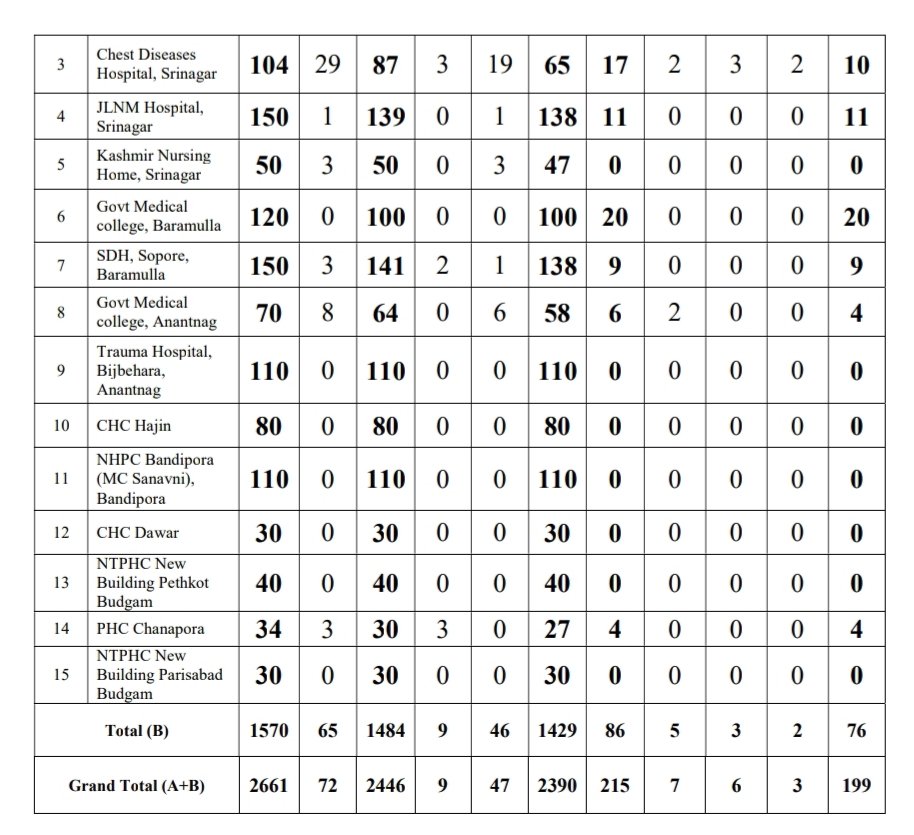 3 Chest Diseases Hospital, Srinagar 104 29 87 3 19 65 17 2 3 2 10
4 JLNM Hospital, Srinagar 150 1 139 0 1 138 11 0 0 0 11
5 Kashmir Nursing Home, Srinagar 50 3 50 0 3 47 0 0 0 0 0
6 Govt Medical college, Baramulla 120 0 100 0 0 100 20 0 0 0 20
7 SDH, Sopore, Baramulla 150 3 141 2 1 138 9 0 0 0 9
8 Govt Medical college, Anantnag 70 8 64 0 6 58 6 2 0 0 4
9 Trauma Hospital, Bijbehara, Anantnag 110 0 110 0 0 110 0 0 0 0 0
10 CHC Hajin 80 0 80 0 0 80 0 0 0 0 0
11 NHPC Bandipora (MC Sanavni), Bandipora 110 0 110 0 0 110 0 0 0 0 0
12 CHC Dawar 30 0 30 0 0 30 0 0 0 0 0
13 NTPHC New Building Pethkot Budgam 40 0 40 0 0 40 0 0 0 0 0
14 PHC Chanapora 34 3 30 3 0 27 4 0 0 0 4
15 NTPHC New Building Parisabad Budgam 30 0 30 0 0 30 0 0 0 0 0
Total (B) 1570 65 1484 9 46 1429 86 5 3 2 76
Grand Total (A+B) 2661 72 2446 9 47 2390 215 7 6 3 199